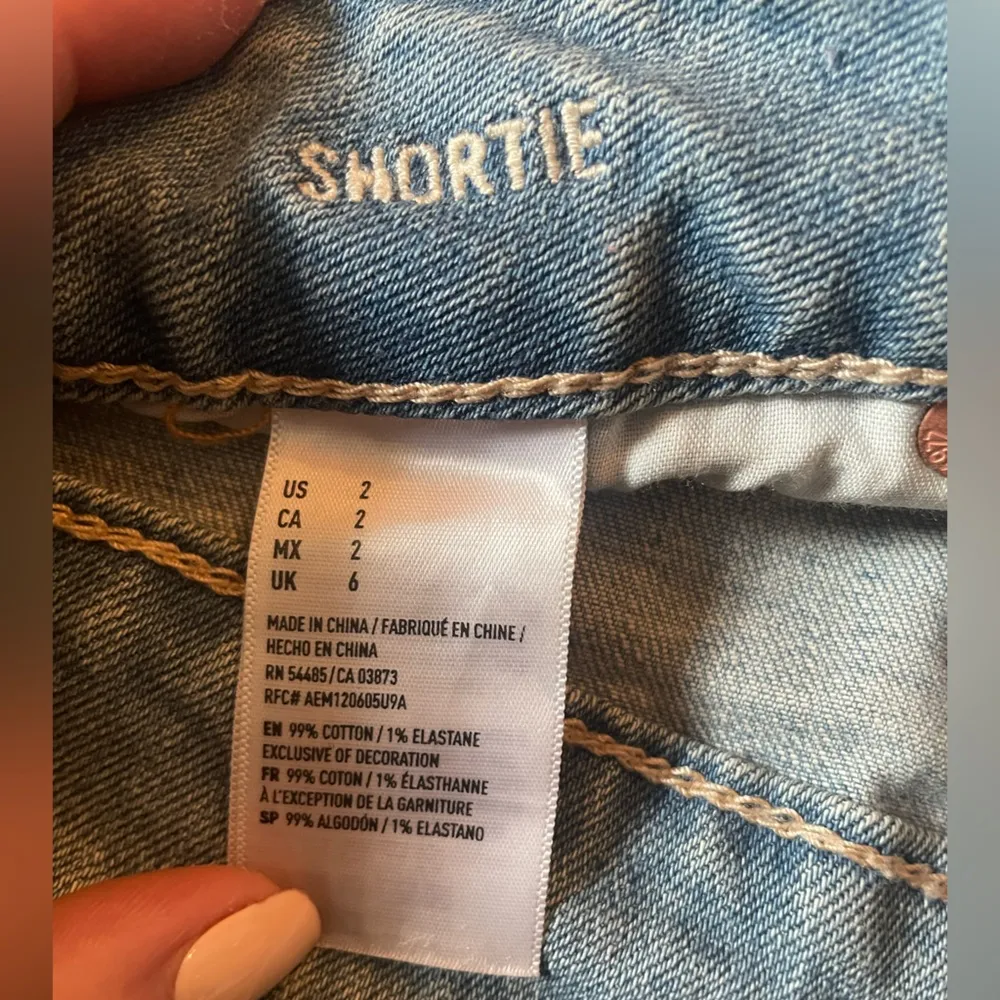 SHORTIE
US 2
CA 2
MX 2
UK 6
MADE IN CHINA / FABRIQUÉ EN CHINE /
HECHO EN CHINA
RN 54485/CA 03873
RFC# AEM120605U9A
EN 99% COTTON / 1% ELASTANE
EXCLUSIVE OF DECORATION
FR 99% COTON / 1% ÉLASTHANNE
À L'EXCEPTION DE LA GARNITURE
SP 99% ALGODÓN / 1% ELASTANO